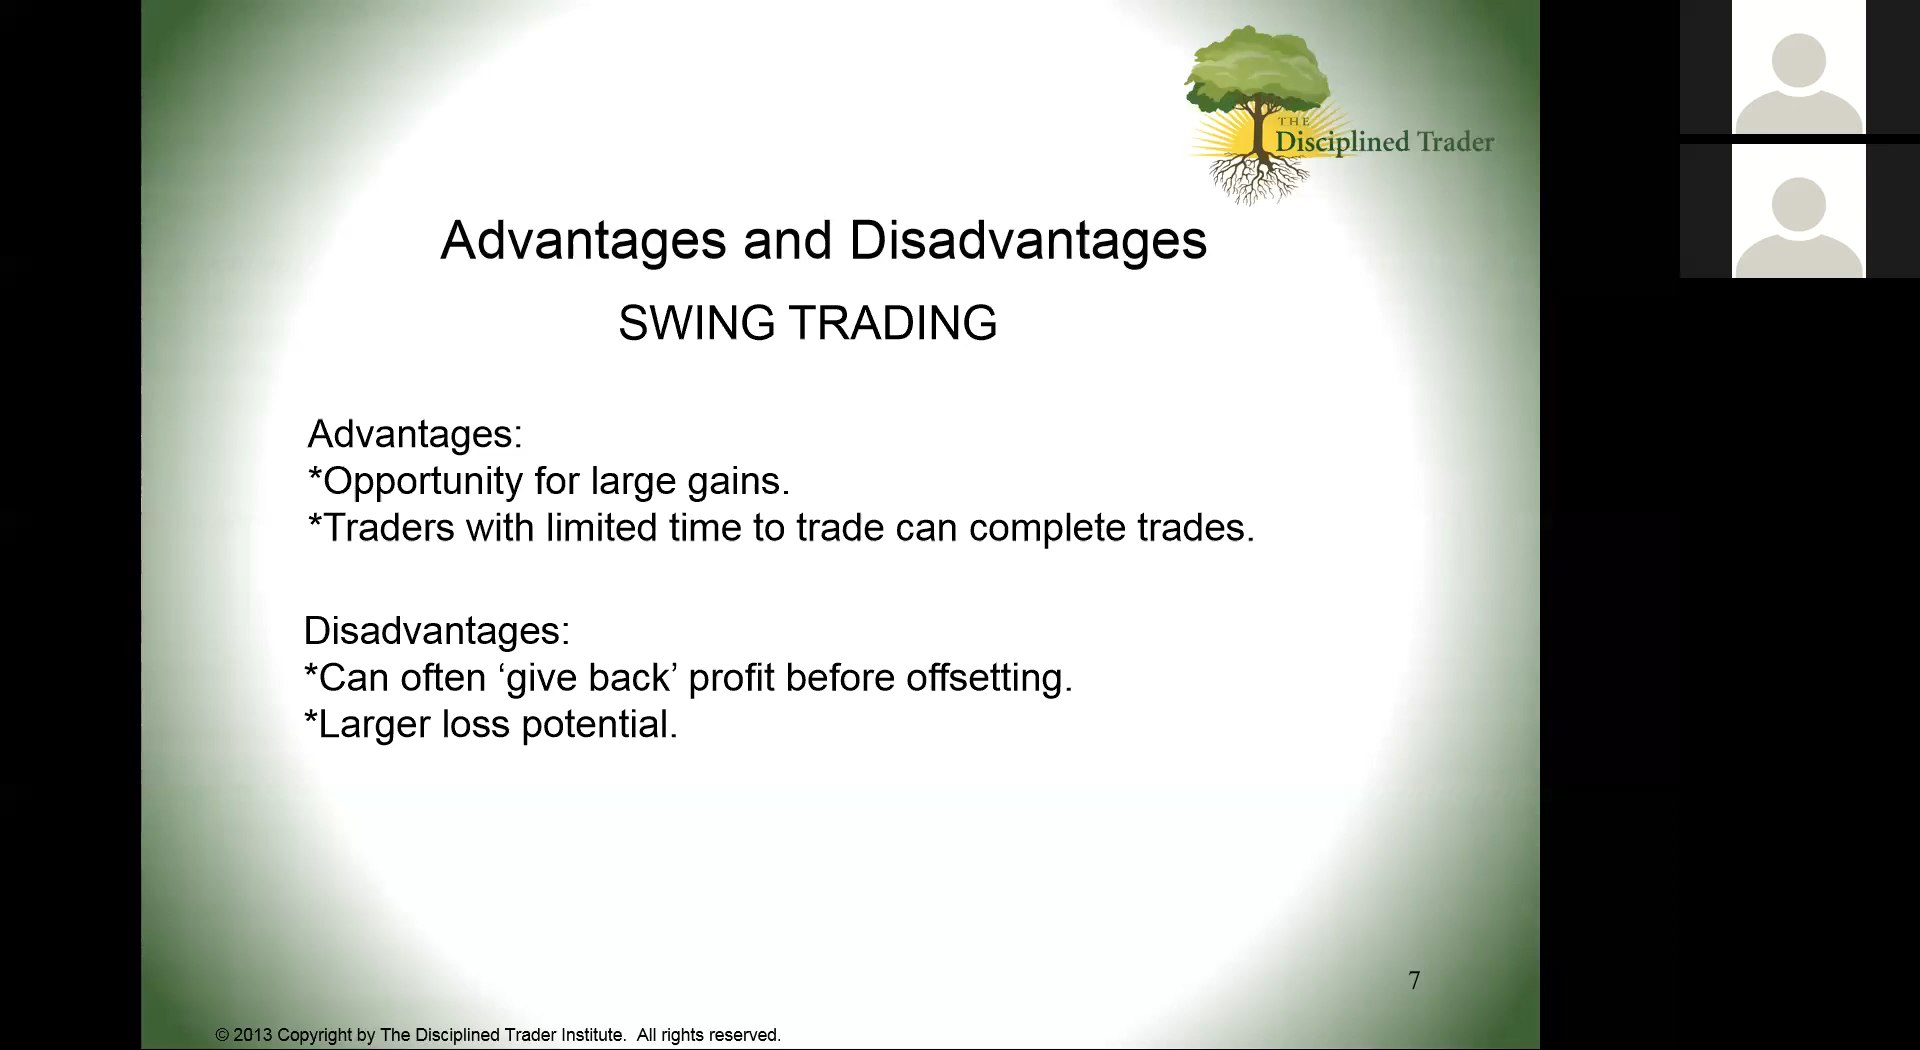 THE
Disciplined Trader
Advantages and Disadvantages
SWING TRADING
Advantages:
*Opportunity for large gains.
*Traders with limited time to trade can complete trades.
Disadvantages:
*Can often ‘give back’ profit before offsetting.
*Larger loss potential.
7
© 2013 Copyright by The Disciplined Trader Institute.  All rights reserved.